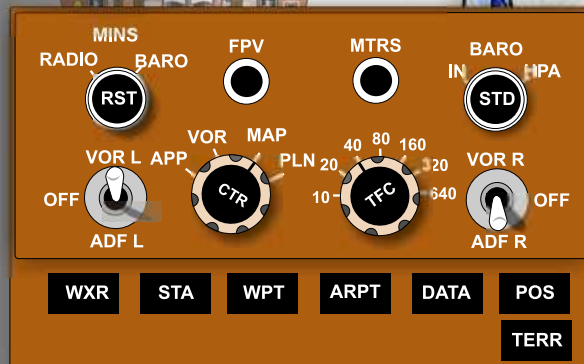 MINS
RADIO BARO
RST
FPV
MTRS
BARO
IN HPA
STD
VOR L
OFF
ADF L
APP VOR MAP PLN
CTR
10 20 40 80 160 320 640
TFC
VOR R
OFF
ADF R
WXR STA WPT ARPT DATA POS
TERR